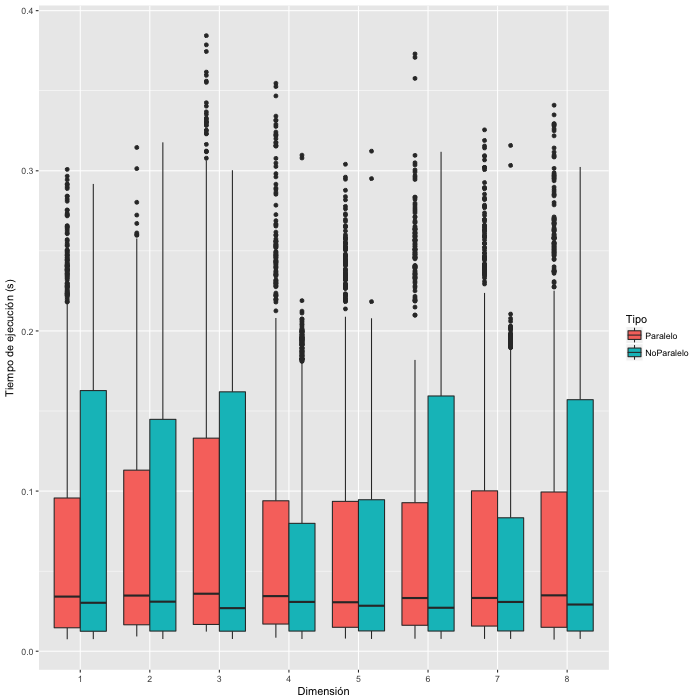 0.4
0.3
0.2
0.1
0.0
Tiempo de ejecución (s)
1 2 3 4 5 6 7 8
Dimensión
Tipo
Paralelo
NoParalelo